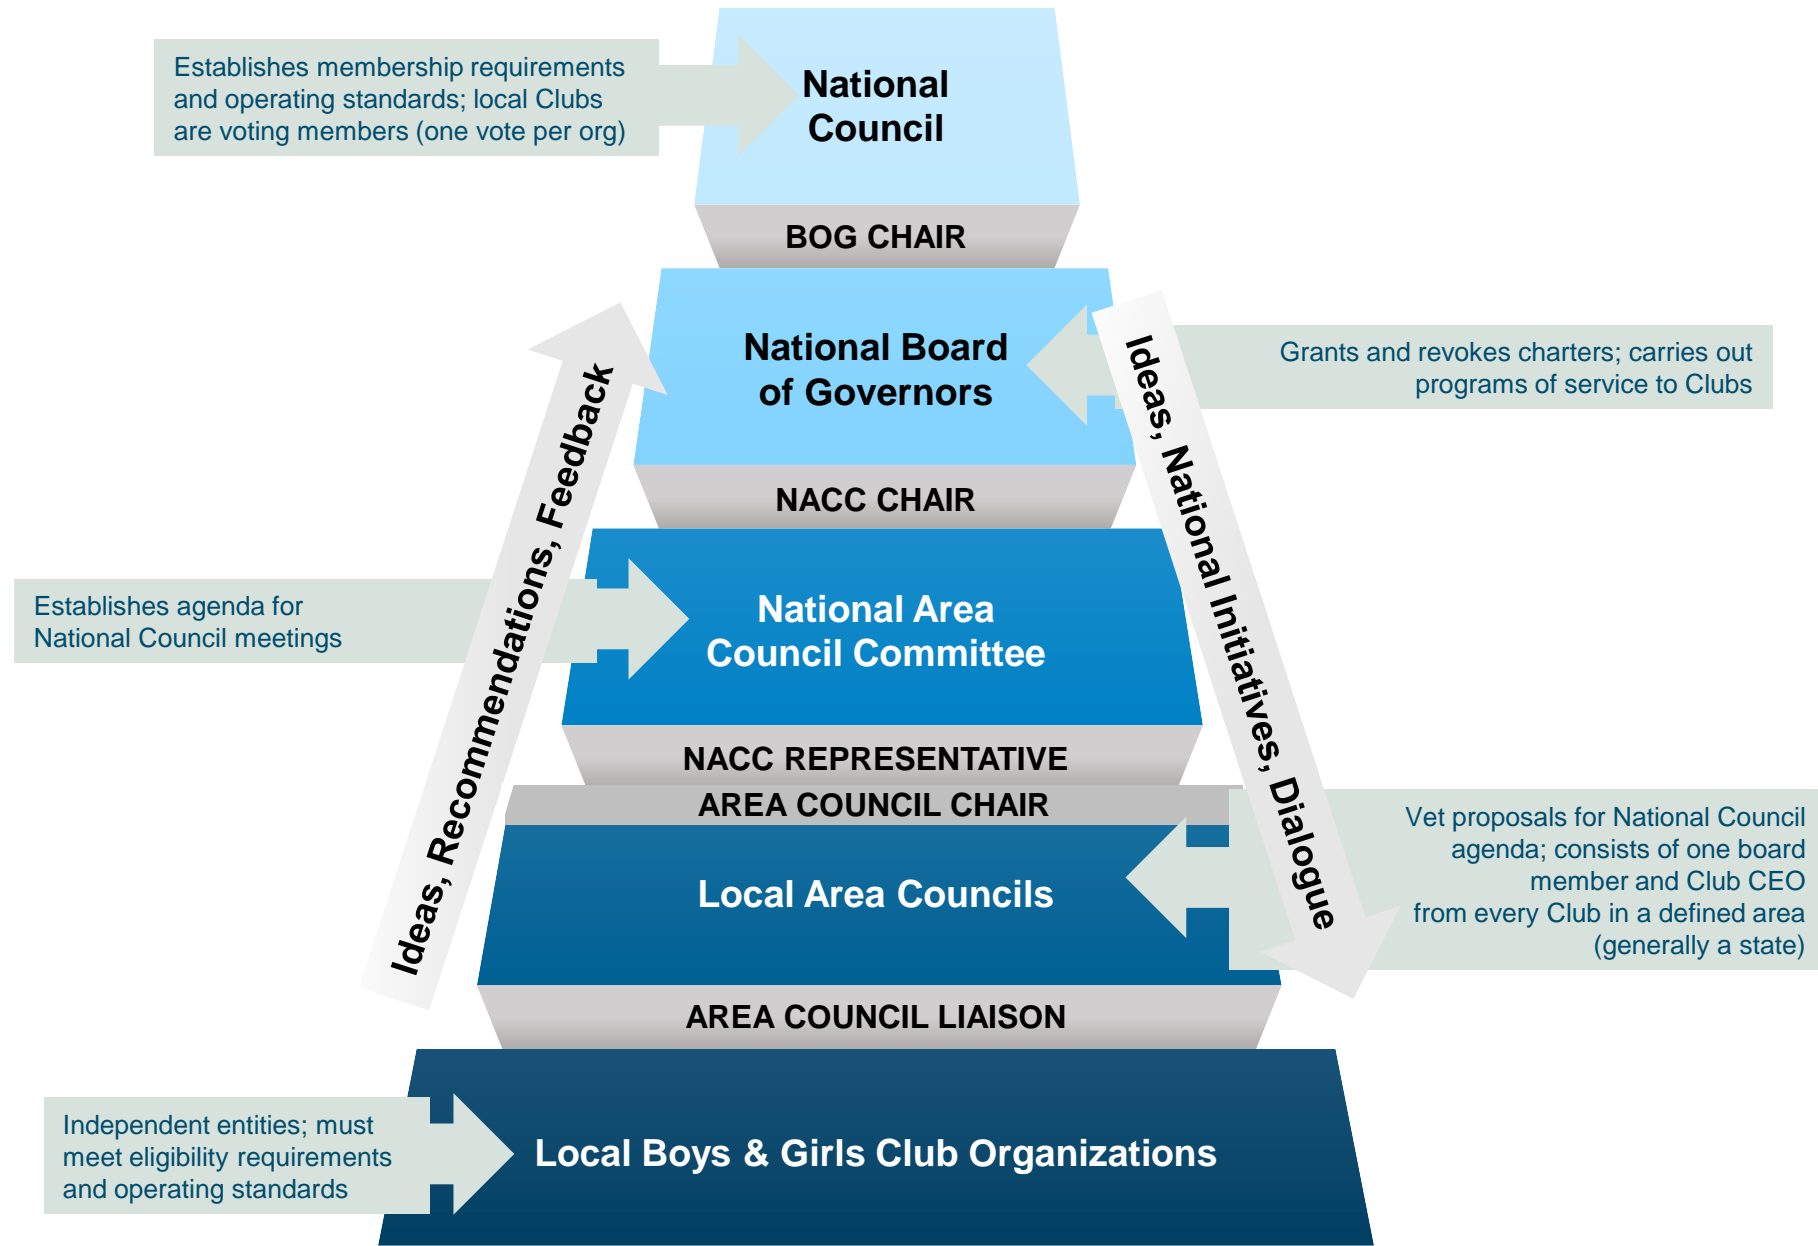 Establishes membership requirements
and operating standards; local Clubs
are voting members (one vote per org)
National
Council
BOG CHAIR
National Board
of Governors
Grants and revokes charters; carries out
programs of service to Clubs
Ideas, Recommendations, Feedback
Ideas, National Initiatives, Dialogue
NACC CHAIR
Establishes agenda for
National Council meetings
National Area
Council Committee
NACC REPRESENTATIVE
AREA COUNCIL CHAIR
Local Area Councils
Vet proposals for National Council
agenda; consists of one board
member and Club CEO
from every Club in a defined area
(generally a state)
AREA COUNCIL LIAISON
Independent entities; must
meet eligibility requirements
and operating standards
Local Boys & Girls Club Organizations